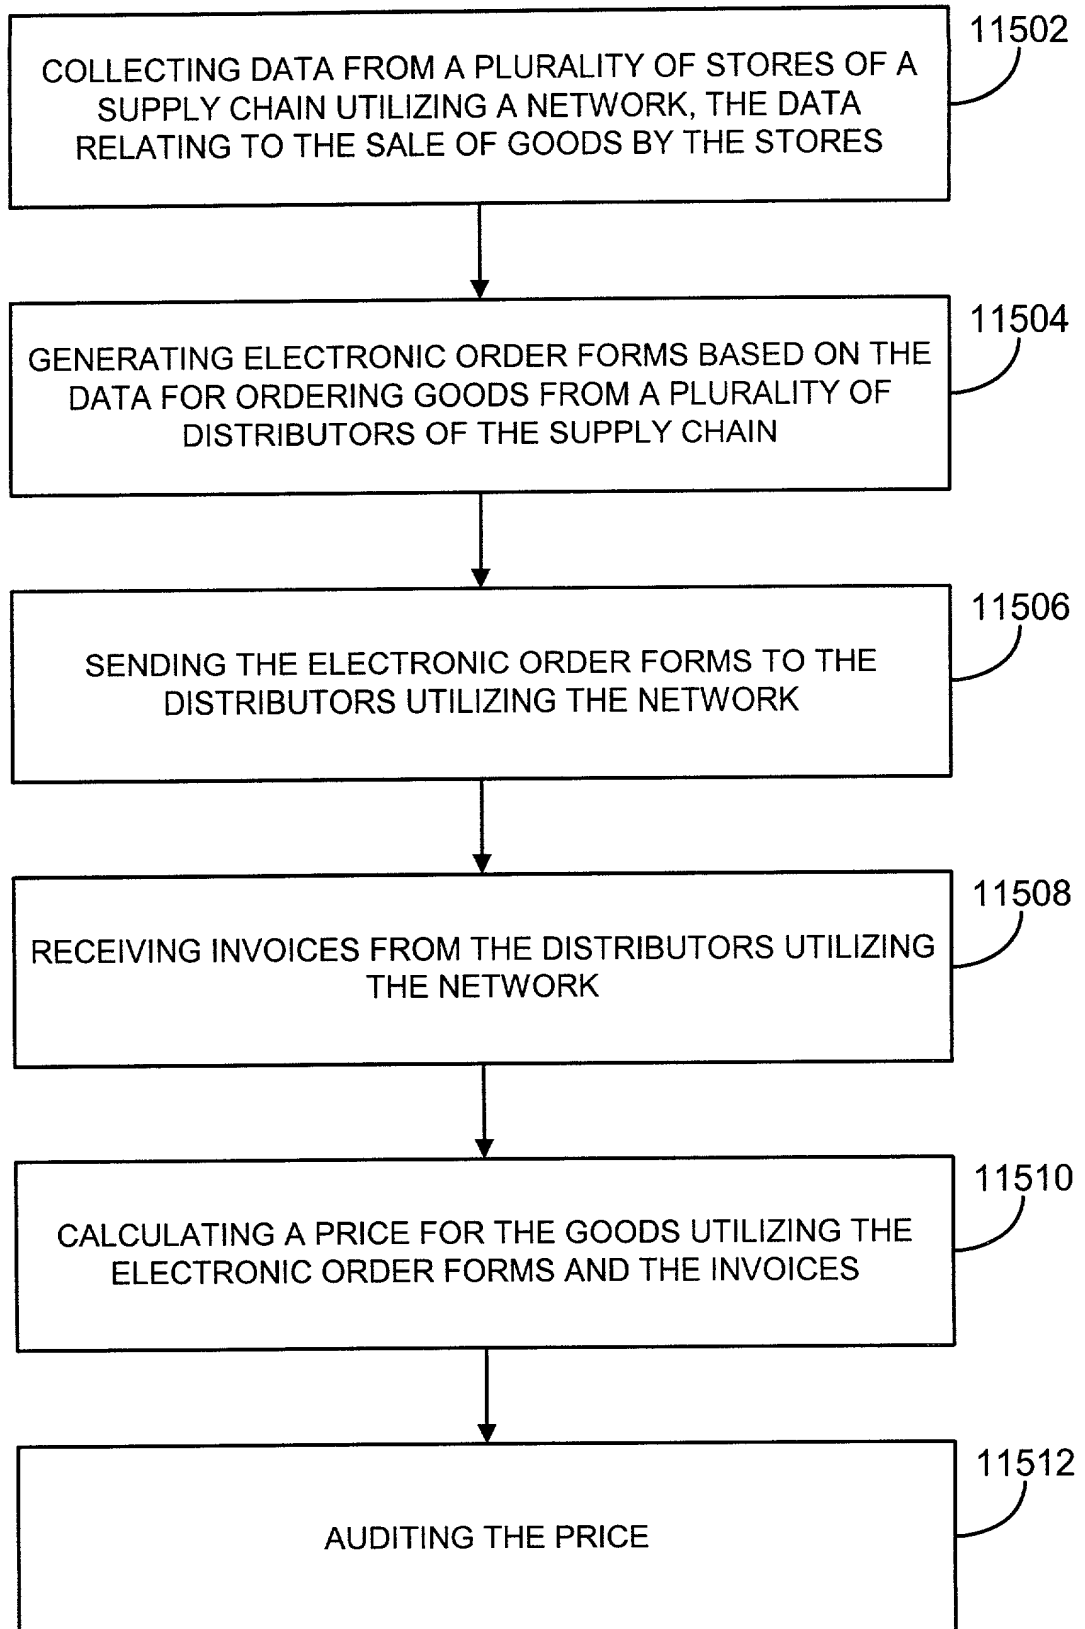 11502
COLLECTING DATA FROM A PLURALITY OF STORES OF A
SUPPLY CHAIN UTILIZING A NETWORK, THE DATA
RELATING TO THE SALE OF GOODS BY THE STORES
11504
GENERATING ELECTRONIC ORDER FORMS BASED ON THE
DATA FOR ORDERING GOODS FROM A PLURALITY OF
DISTRIBUTORS OF THE SUPPLY CHAIN
11506
SENDING THE ELECTRONIC ORDER FORMS TO THE
DISTRIBUTORS UTILIZING THE NETWORK
11508
RECEIVING INVOICES FROM THE DISTRIBUTORS UTILIZING
THE NETWORK
11510
CALCULATING A PRICE FOR THE GOODS UTILIZING THE
ELECTRONIC ORDER FORMS AND THE INVOICES
11512
AUDITING THE PRICE